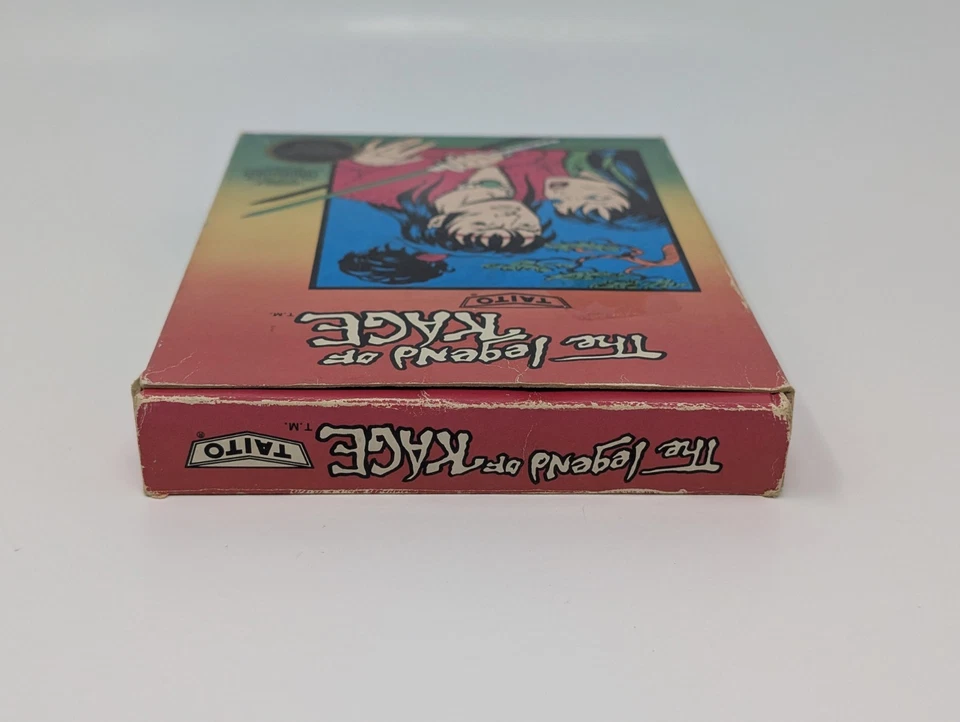 The Legend of
KAGE
T.M.
TAITO
The Legend of KAGE
T.M.
TAITO®